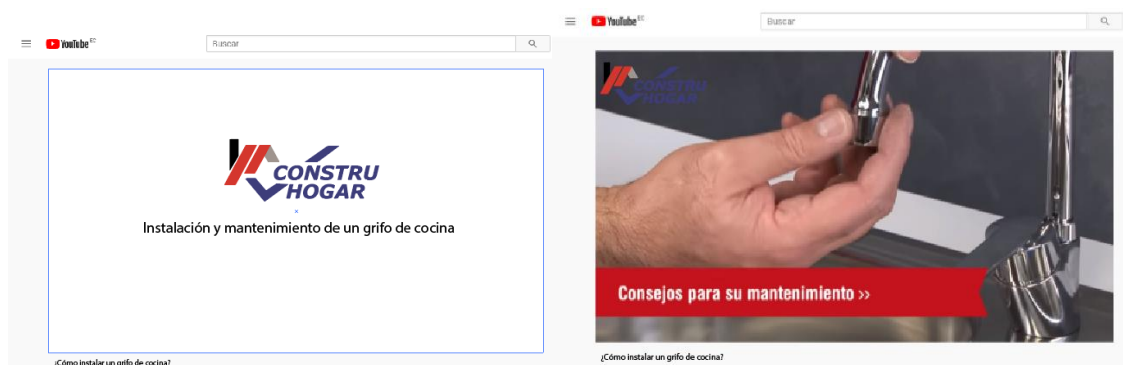 YouTube EC
Buscar
CONSTRU
HOGAR
Instalación y mantenimiento de un grifo de cocina
¿Cómo instalar un grifo de cocina?
YouTube EC
Buscar
CONSTRU
HOGAR
Consejos para su mantenimiento >>
¿Cómo instalar un grifo de cocina?